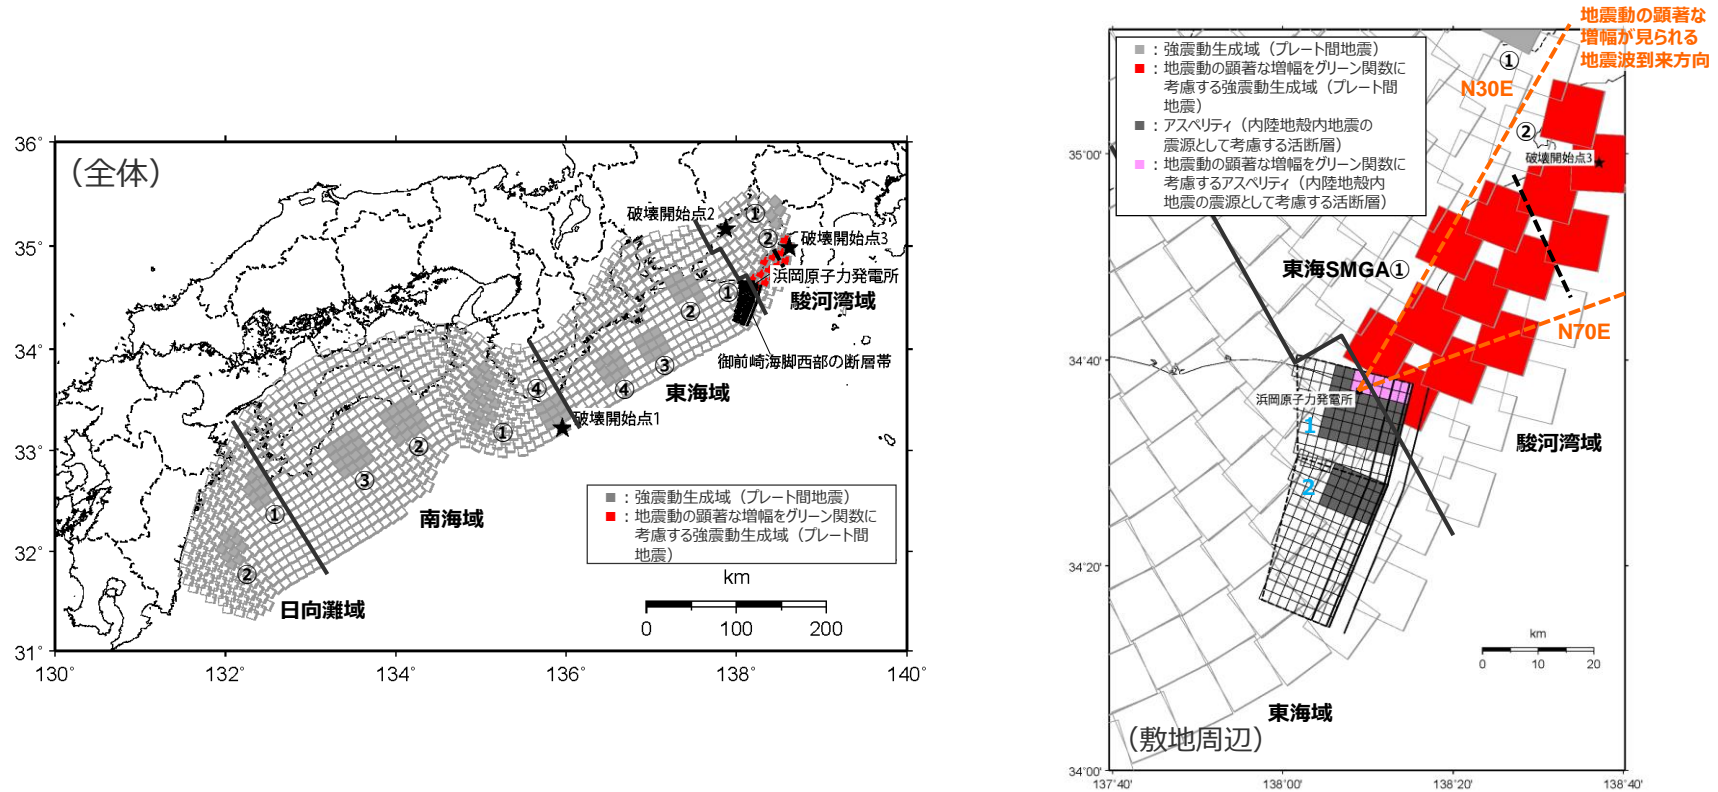 (全体)
36°
35°
34°
33°
32°
31°
130
132
134
136
138
140°
破壊開始点2
①
②
破壊開始点3
浜岡原子力発電所
①
駿河湾域
②
御前崎海脚西部の断層帯
③
④
④
東海域
破壊開始点1
①
②
③
南海域
①
②
日向灘域
■:強震動生成域(プレート間地震)
■:地震動の顕著な増幅をグリーン関数に
考慮する強震動生成域(プレート間
地震)
km
0 100 200
地震動の顕著な
増幅が見られる
地震波到来方向
■:強震動生成域(プレート間地震)
■:地震動の顕著な増幅をグリーン関数に
考慮する強震動生成域(プレート間
地震)
■:アスペリティ(内陸地殻内地震の
震源として考慮する活断層)
■:地震動の顕著な増幅をグリーン関数に
考慮するアスペリティ(内陸地殻内
地震の震源として考慮する活断層)
①
N30E
②
破壊開始点3
35°00'
東海SMGA①
N70E
34°40'
浜岡原子力発電所
1
駿河湾域
2
34°20'
km
0 10 20
東海域
(敷地周辺)
34°00'
137°40'
138°00'
138°20'
138°40'